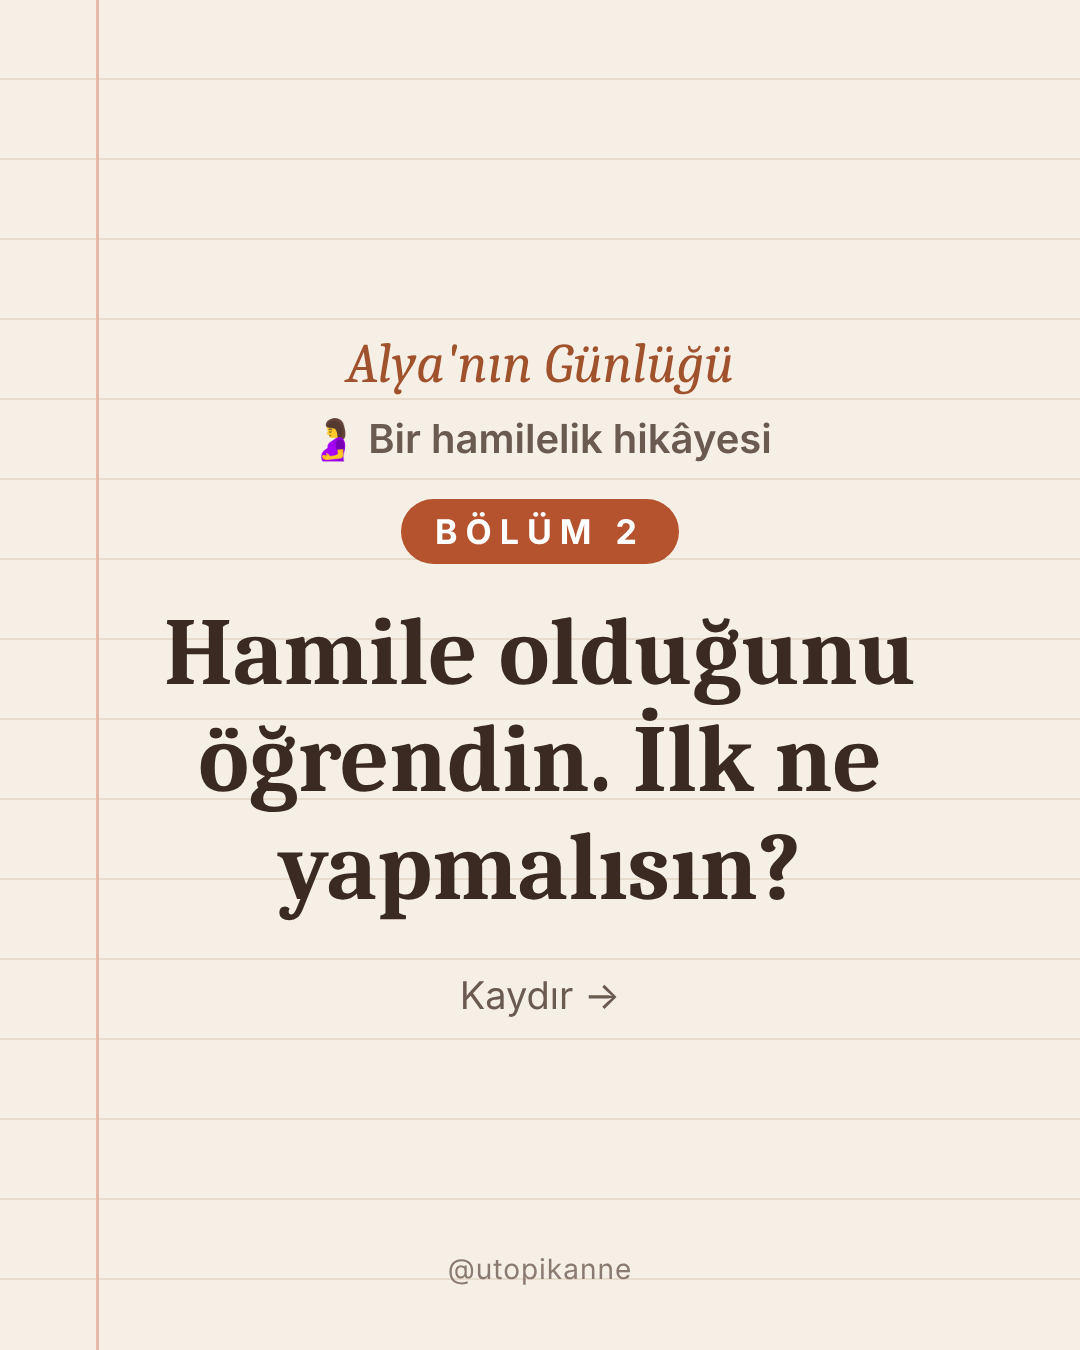 Alya'nın Günlüğü
🤰 Bir hamilelik hikâyesi
BÖLÜM 2
Hamile olduğunu
öğrendin. İlk ne
yapmalısın?
Kaydır →
@utopikanne